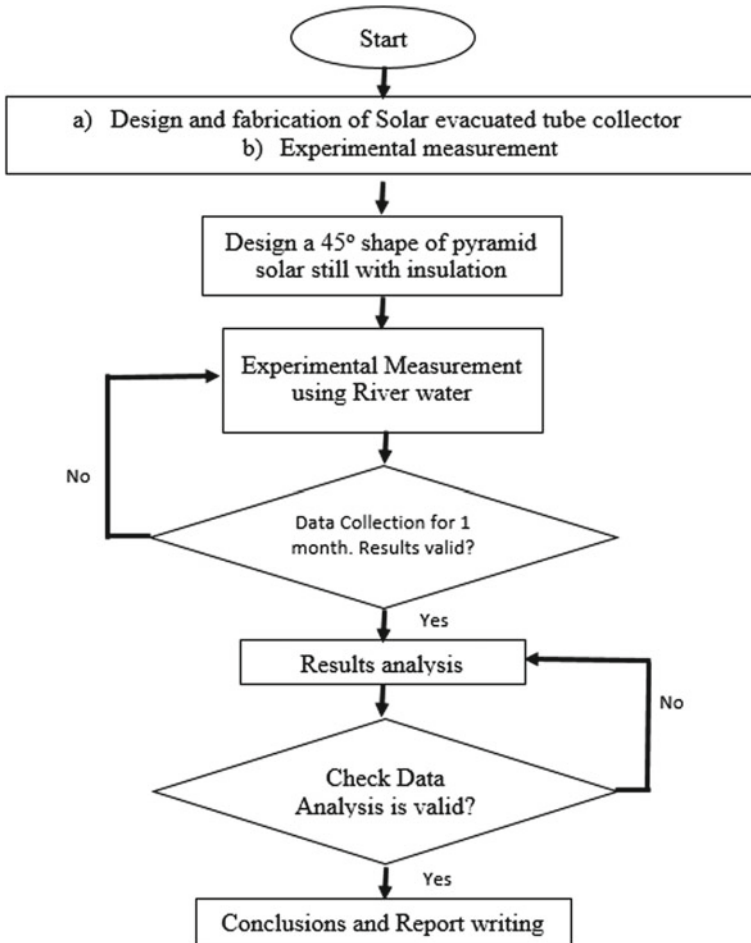 Start
a) Design and fabrication of Solar evacuated tube collector
b) Experimental measurement
Design a 45° shape of pyramid
solar still with insulation
Experimental Measurement
using River water
No
Data Collection for 1
month. Results valid?
Yes
Results analysis
No
Check Data
Analysis is valid?
Yes
Conclusions and Report writing